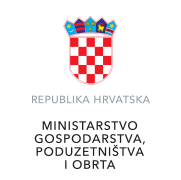 REPUBLIKA HRVATSKA
MINISTARSTVO
GOSPODARSTVA,
PODUZETNIŠTVA
I OBRTA